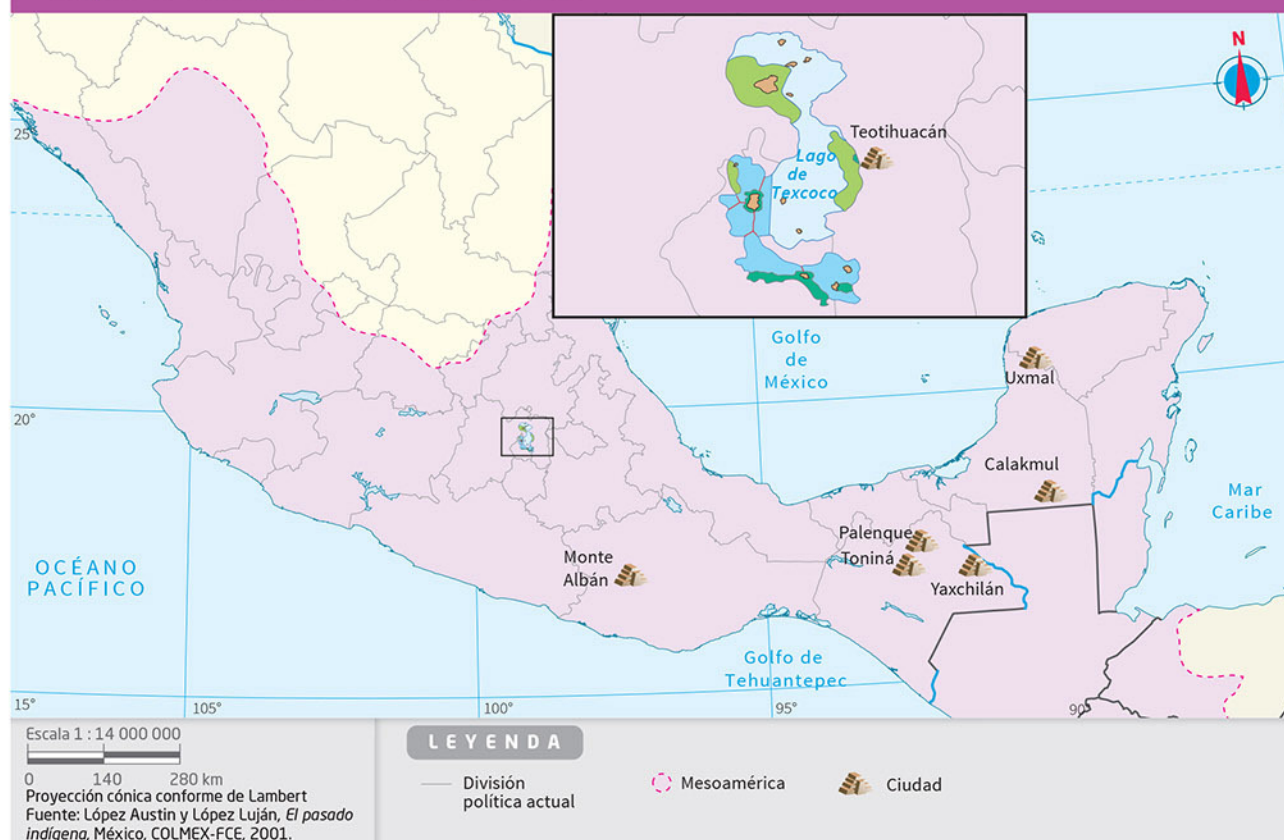 N
25°
Teotihuacán
Lago
de
Texcoco
Golfo
de
México
Uxmal
20°
Calakmul
Mar
Caribe
Palenque
Toniná
Yaxchilán
Monte
Albán
OCÉANO
PACÍFICO
Golfo de
Tehuantepec
15°
105°
100°
95°
90°
Escala 1 : 14 000 000
0 140 280 km
Proyección cónica conforme de Lambert
Fuente: López Austin y López Luján, El pasado
indígena, México, COLMEX-FCE, 2001.
LEYENDA
División
política actual
Mesoamérica
Ciudad